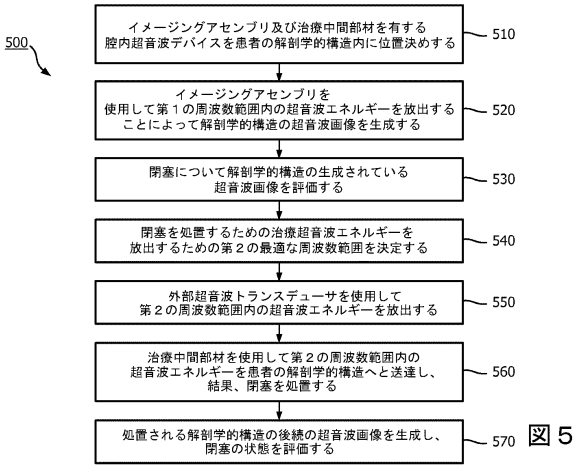 500
イメージングアセンブリ及び治療中間部材を有する
腔内超音波デバイスを患者の解剖学的構造内に位置決めする
510
イメージングアセンブリを
使用して第1の周波数範囲内の超音波エネルギーを放出する
ことによって解剖学的構造の超音波画像を生成する
520
閉塞について解剖学的構造の生成されている
超音波画像を評価する
530
閉塞を処置するための治療超音波エネルギーを
放出するための第2の最適な周波数範囲を決定する
540
外部超音波トランスデューサを使用して
第2の周波数範囲内の超音波エネルギーを放出する
550
治療中間部材を使用して第2の周波数範囲内の
超音波エネルギーを患者の解剖学的構造へと送達し、
結果、閉塞を処置する
560
処置される解剖学的構造の後続の超音波画像を生成し、
閉塞の状態を評価する
570
図5